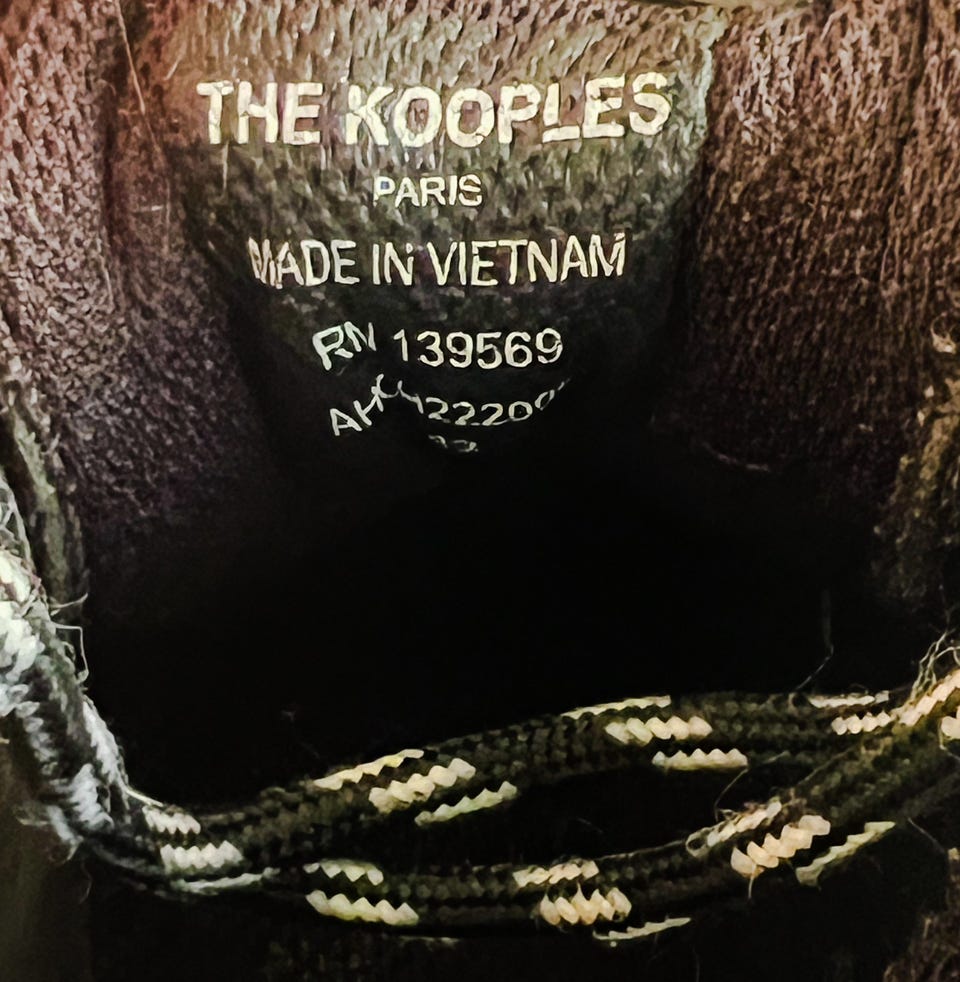 THE KOOPLES
PARIS
MADE IN VIETNAM
RN 139569